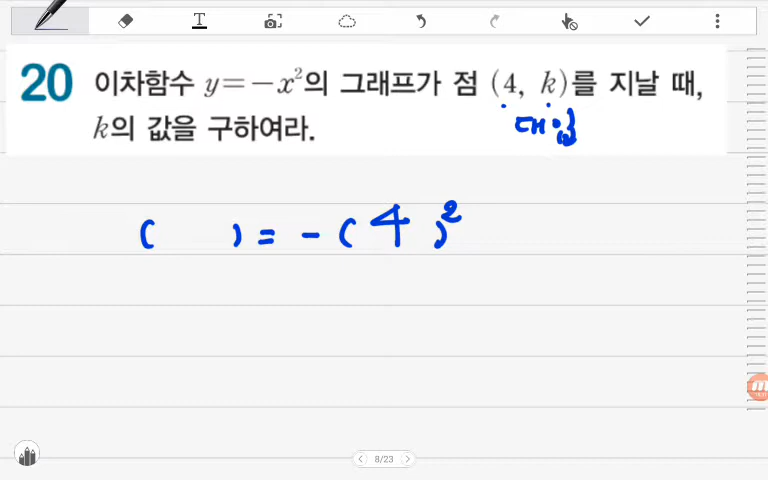 T
20 이차함수 y=-x²의 그래프가 점 (4, k)를 지날 때,
k의 값을 구하여라.
대입
( ) = -( 4 )²
8/23